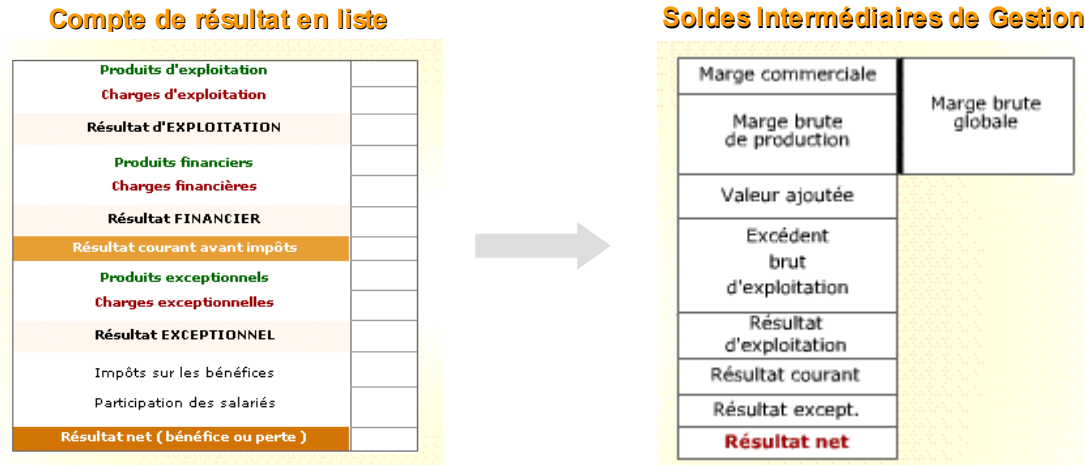 Compte de résultat en liste
Produits d'exploitation
Charges d'exploitation
Résultat d'EXPLOITATION
Produits financiers
Charges financières
Résultat FINANCIER
Résultat courant avant impôts
Produits exceptionnels
Charges exceptionnelles
Résultat EXCEPTIONNEL
Impôts sur les bénéfices
Participation des salariés
Résultat net ( bénéfice ou perte )
Soldes Intermédiaires de Gestion
Marge commerciale
Marge brute
de production
Marge brute
globale
Valeur ajoutée
Excédent
brut
d'exploitation
Résultat
d'exploitation
Résultat courant
Résultat except.
Résultat net